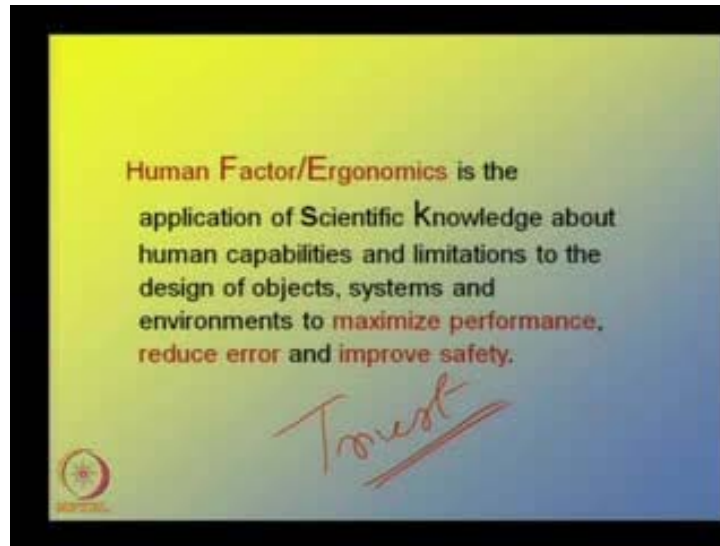 Human Factor/Ergonomics is the
application of Scientific Knowledge about
human capabilities and limitations to the
design of objects, systems and
environments to maximize performance,
reduce error and improve safety.
Trust
NPTEL